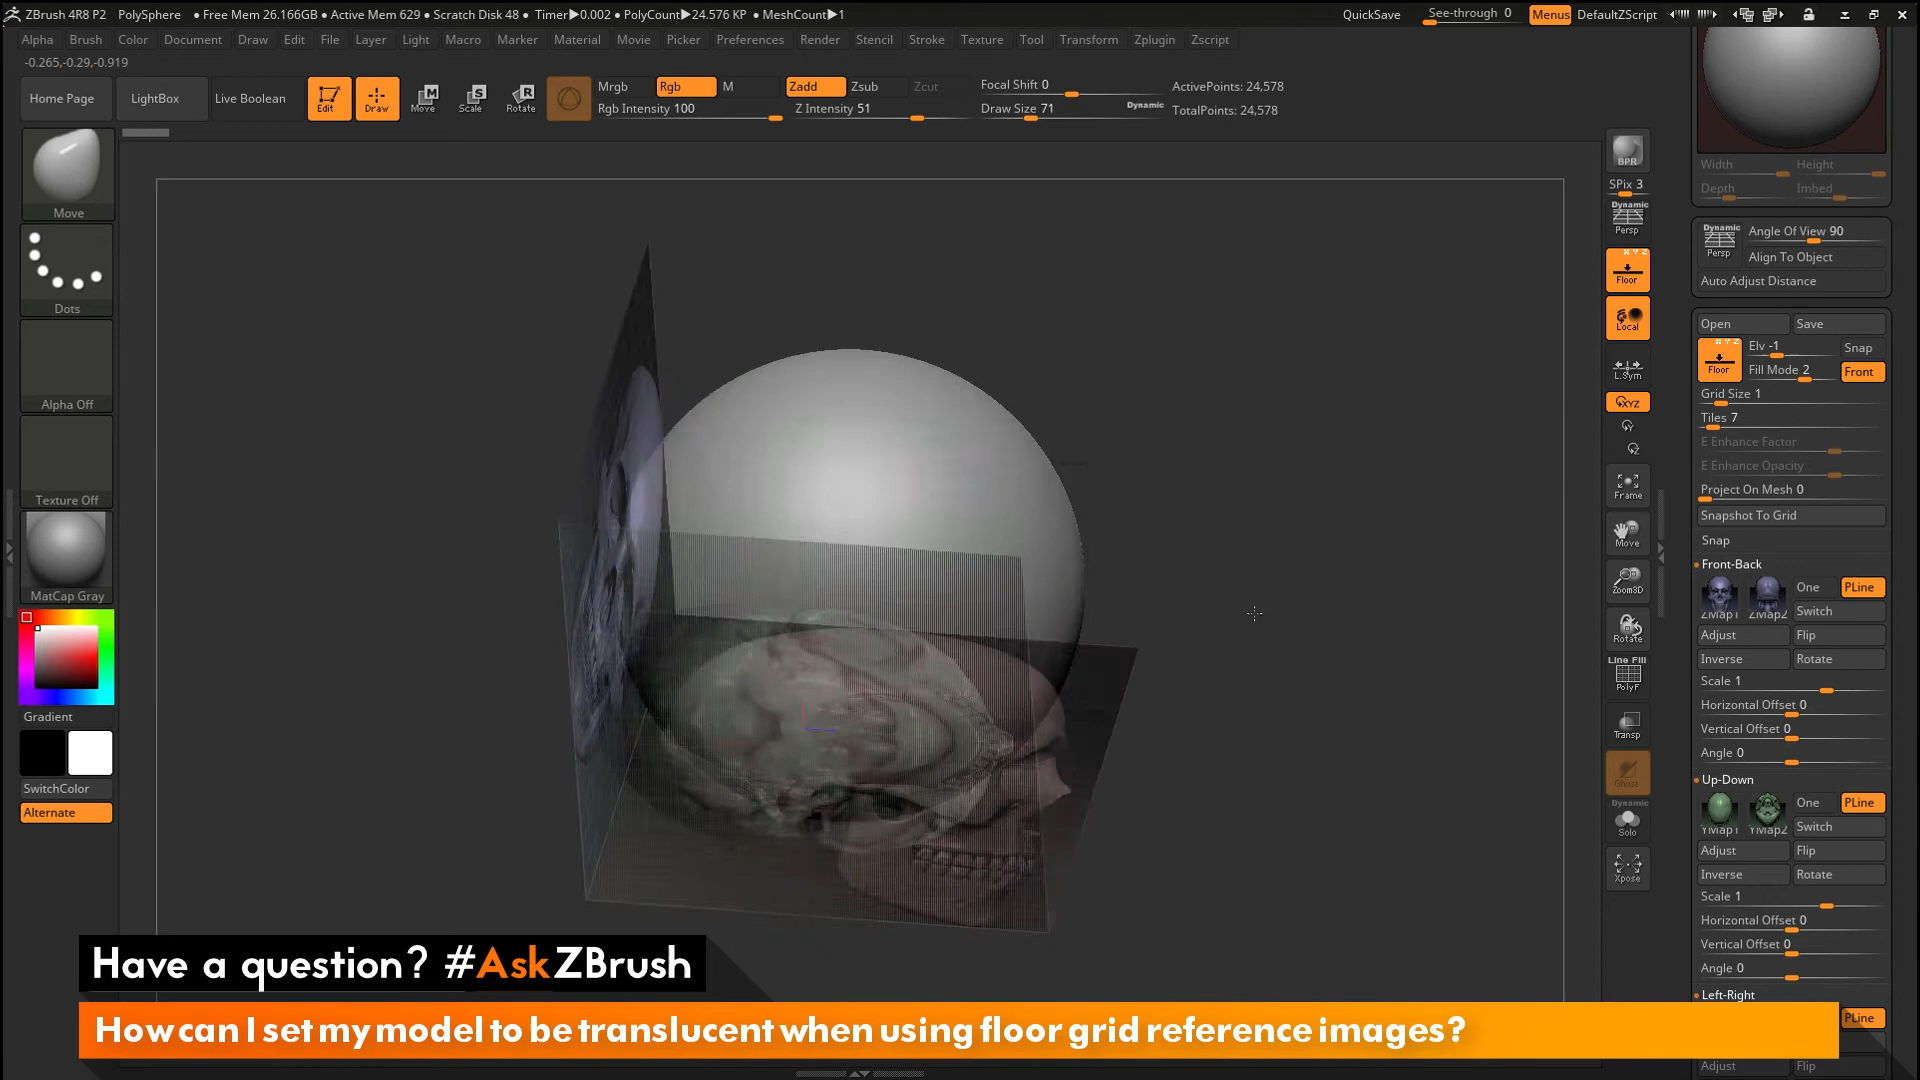 ZBrush 4R8 P2 PolySphere • Free Mem 26.166GB • Active Mem 629 • Scratch Disk 48 • Timer▶0.002 • PolyCount▶24.576 KP • MeshCount▶1 QuickSave See-through 0 Menus DefaultZScript
Alpha Brush Color Document Draw Edit File Layer Light Macro Marker Material Movie Picker Preferences Render Stencil Stroke Texture Tool Transform Zplugin Zscript
-0.265,-0.29,-0.919
Home Page
LightBox
Live Boolean
Edit
Draw
Move
Scale
Rotate
Mrgb Rgb M
Rgb Intensity 100
Zadd Zsub Zcut
Z Intensity 51
Focal Shift 0
Draw Size 71 Dynamic
ActivePoints: 24,578
TotalPoints: 24,578
Move
Dots
Alpha Off
Texture Off
MatCap Gray
Gradient
SwitchColor
Alternate
BPR
SPix 3
Dynamic
Persp
X Y Z
Floor
Local
L.Sym
XYZ
Y
Z
Frame
Move
Zoom3D
Rotate
Line Fill
PolyF
Transp
Ghost
Dynamic
Solo
Xpose
Width Height
Depth Imbed
Dynamic
Persp
Angle Of View 90
Align To Object
Auto Adjust Distance
Open Save
X Y Z
Floor
Elv -1 Snap
Fill Mode 2 Front
Grid Size 1
Tiles 7
E Enhance Factor
E Enhance Opacity
Project On Mesh 0
Snapshot To Grid
Snap
Front-Back
ZMap1 ZMap2 One PLine
Switch
Adjust Flip
Inverse Rotate
Scale 1
Horizontal Offset 0
Vertical Offset 0
Angle 0
Up-Down
YMap1 YMap2 One PLine
Switch
Adjust Flip
Inverse Rotate
Scale 1
Horizontal Offset 0
Vertical Offset 0
Angle 0
Left-Right
PLine
Adjust Flip
Have a question? #AskZBrush
How can I set my model to be translucent when using floor grid reference images?